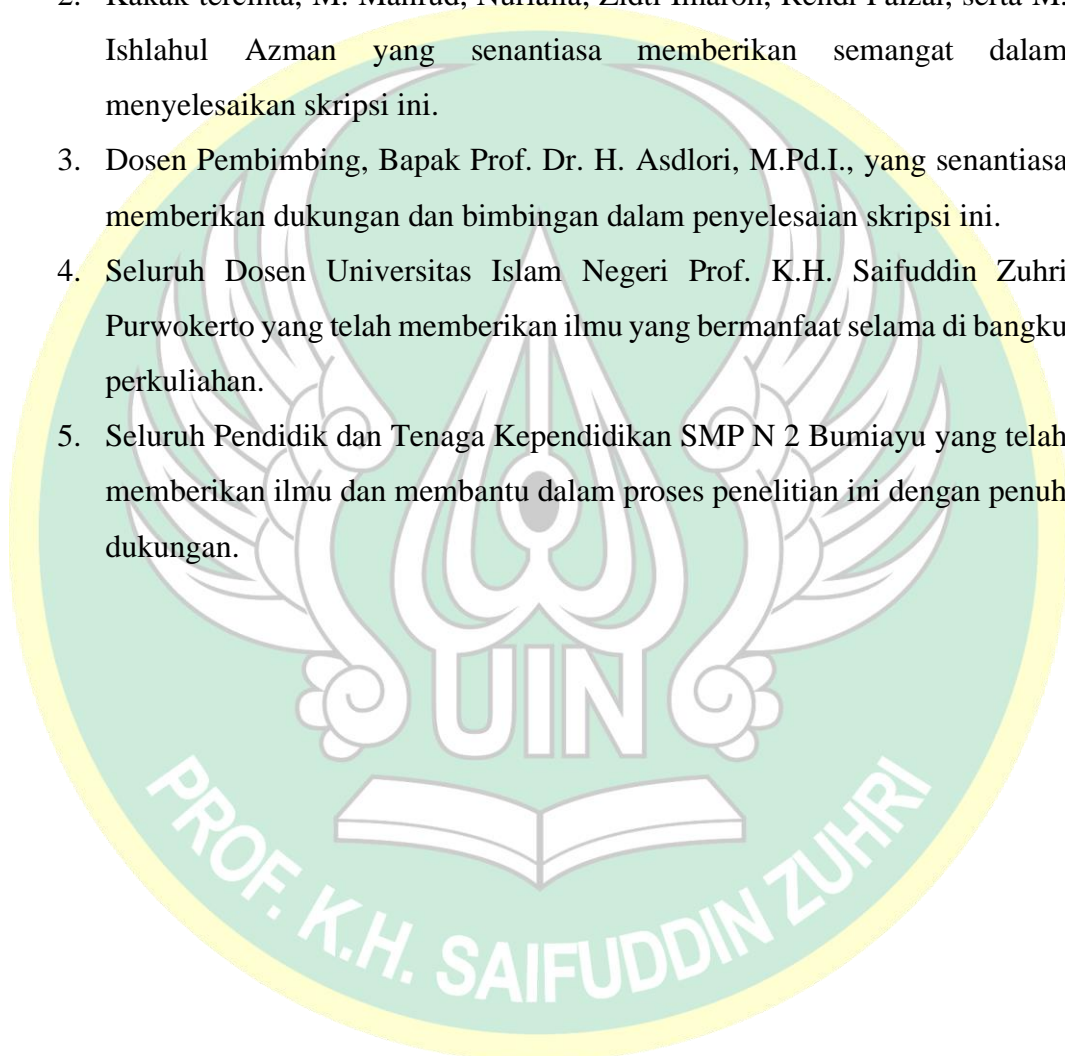 Ishlahul Azman yang senantiasa memberikan semangat dalam
menyelesaikan skripsi ini.
3. Dosen Pembimbing, Bapak Prof. Dr. H. Asdlori, M.Pd.I., yang senantiasa
memberikan dukungan dan bimbingan dalam penyelesaian skripsi ini.
4. Seluruh Dosen Universitas Islam Negeri Prof. K.H. Saifuddin Zuhri
Purwokerto yang telah memberikan ilmu yang bermanfaat selama di bangku
perkuliahan.
5. Seluruh Pendidik dan Tenaga Kependidikan SMP N 2 Bumiayu yang telah
memberikan ilmu dan membantu dalam proses penelitian ini dengan penuh
dukungan.
UIN
PROF. K.H. SAIFUDDIN ZUHRI